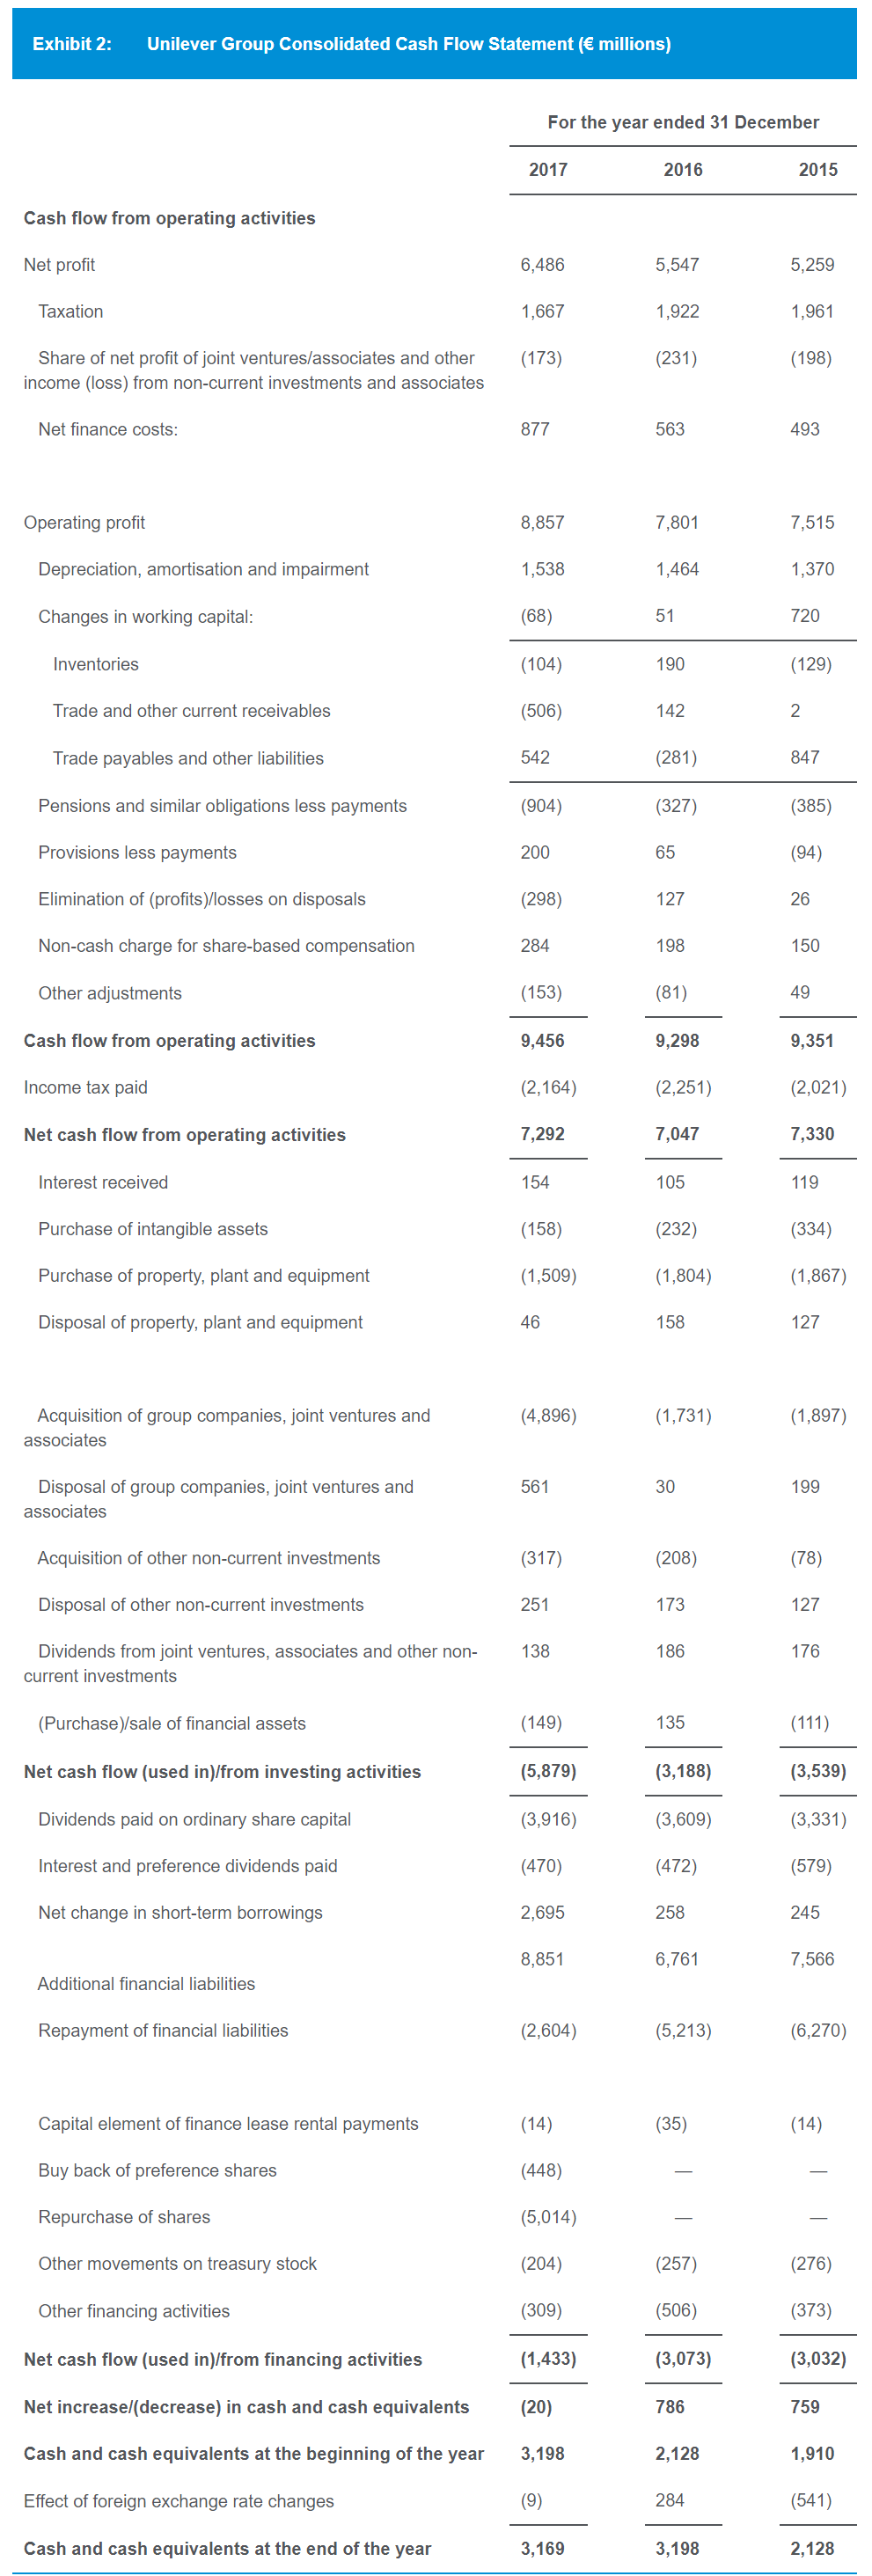 Exhibit 2: Unilever Group Consolidated Cash Flow Statement (€ millions)
For the year ended 31 December
2017 2016 2015
Cash flow from operating activities
Net profit 6,486 5,547 5,259
Taxation 1,667 1,922 1,961
Share of net profit of joint ventures/associates and other (173) (231) (198)
income (loss) from non-current investments and associates
Net finance costs: 877 563 493
Operating profit 8,857 7,801 7,515
Depreciation, amortisation and impairment 1,538 1,464 1,370
Changes in working capital: (68) 51 720
Inventories (104) 190 (129)
Trade and other current receivables (506) 142 2
Trade payables and other liabilities 542 (281) 847
Pensions and similar obligations less payments (904) (327) (385)
Provisions less payments 200 65 (94)
Elimination of (profits)/losses on disposals (298) 127 26
Non-cash charge for share-based compensation 284 198 150
Other adjustments (153) (81) 49
Cash flow from operating activities 9,456 9,298 9,351
Income tax paid (2,164) (2,251) (2,021)
Net cash flow from operating activities 7,292 7,047 7,330
Interest received 154 105 119
Purchase of intangible assets (158) (232) (334)
Purchase of property, plant and equipment (1,509) (1,804) (1,867)
Disposal of property, plant and equipment 46 158 127
Acquisition of group companies, joint ventures and (4,896) (1,731) (1,897)
associates
Disposal of group companies, joint ventures and 561 30 199
associates
Acquisition of other non-current investments (317) (208) (78)
Disposal of other non-current investments 251 173 127
Dividends from joint ventures, associates and other non- 138 186 176
current investments
(Purchase)/sale of financial assets (149) 135 (111)
Net cash flow (used in)/from investing activities (5,879) (3,188) (3,539)
Dividends paid on ordinary share capital (3,916) (3,609) (3,331)
Interest and preference dividends paid (470) (472) (579)
Net change in short-term borrowings 2,695 258 245
8,851 6,761 7,566
Additional financial liabilities
Repayment of financial liabilities (2,604) (5,213) (6,270)
Capital element of finance lease rental payments (14) (35) (14)
Buy back of preference shares (448) — —
Repurchase of shares (5,014) — —
Other movements on treasury stock (204) (257) (276)
Other financing activities (309) (506) (373)
Net cash flow (used in)/from financing activities (1,433) (3,073) (3,032)
Net increase/(decrease) in cash and cash equivalents (20) 786 759
Cash and cash equivalents at the beginning of the year 3,198 2,128 1,910
Effect of foreign exchange rate changes (9) 284 (541)
Cash and cash equivalents at the end of the year 3,169 3,198 2,128